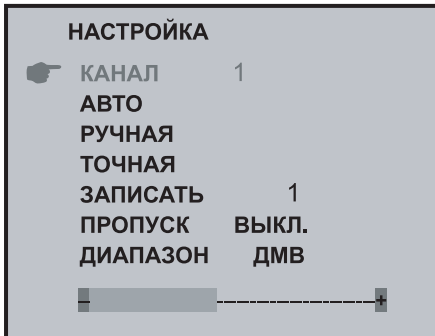 НАСТРОЙКА
КАНАЛ 1
АВТО
РУЧНАЯ
ТОЧНАЯ
ЗАПИСАТЬ 1
ПРОПУСК ВЫКЛ.
ДИАПАЗОН ДМВ
– +